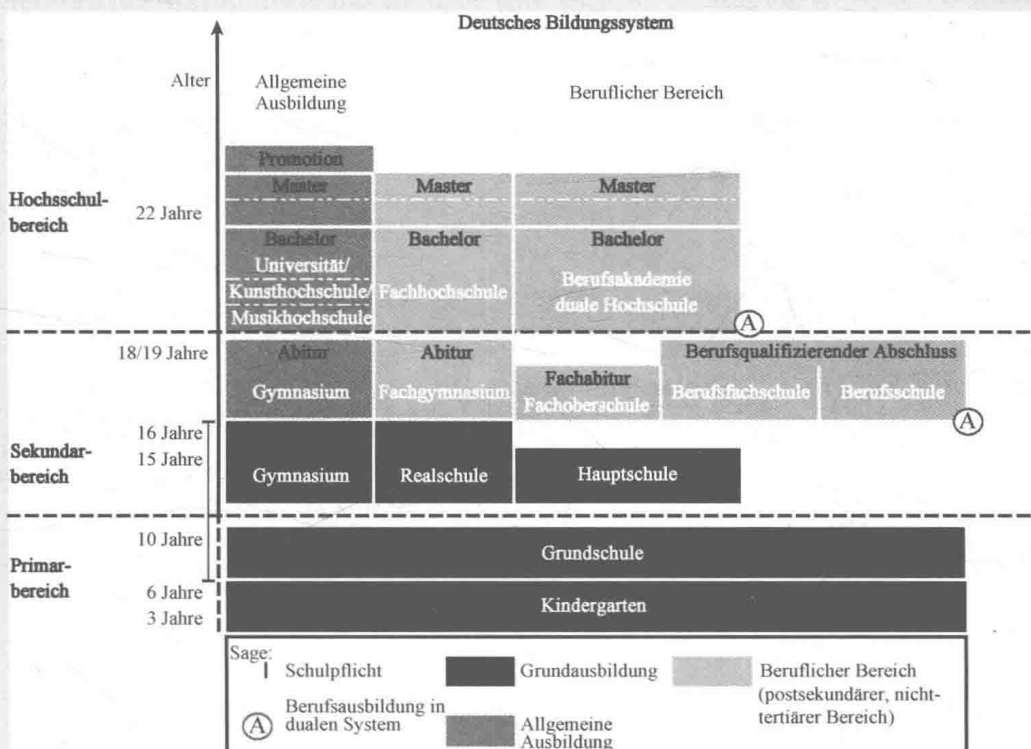 Deutsches Bildungssystem
Alter
Allgemeine
Ausbildung
Beruflicher Bereich
Promotion
Master
Master
Master
Hochsschul-
bereich
22 Jahre
Bachelor
Bachelor
Bachelor
Universität/
Kunsthochschule/
Musikhochschule
Fachhochschule
Berufsakademie
duale Hochschule
A
18/19 Jahre
Abitur
Abitur
Berufsqualifizierender Abschluss
Gymnasium
Fachgymnasium
Fachabitur
Fachoberschule
Berufsfachschule
Berufsschule
A
16 Jahre
15 Jahre
Sekundar-
bereich
Gymnasium
Realschule
Hauptschule
10 Jahre
Grundschule
Primar-
bereich
6 Jahre
3 Jahre
Kindergarten
Sage:
Schulpflicht
Grundausbildung
Beruflicher Bereich
(postsekundärer, nicht-
tertiärer Bereich)
A
Berufsausbildung in
dualen System
Allgemeine
Ausbildung